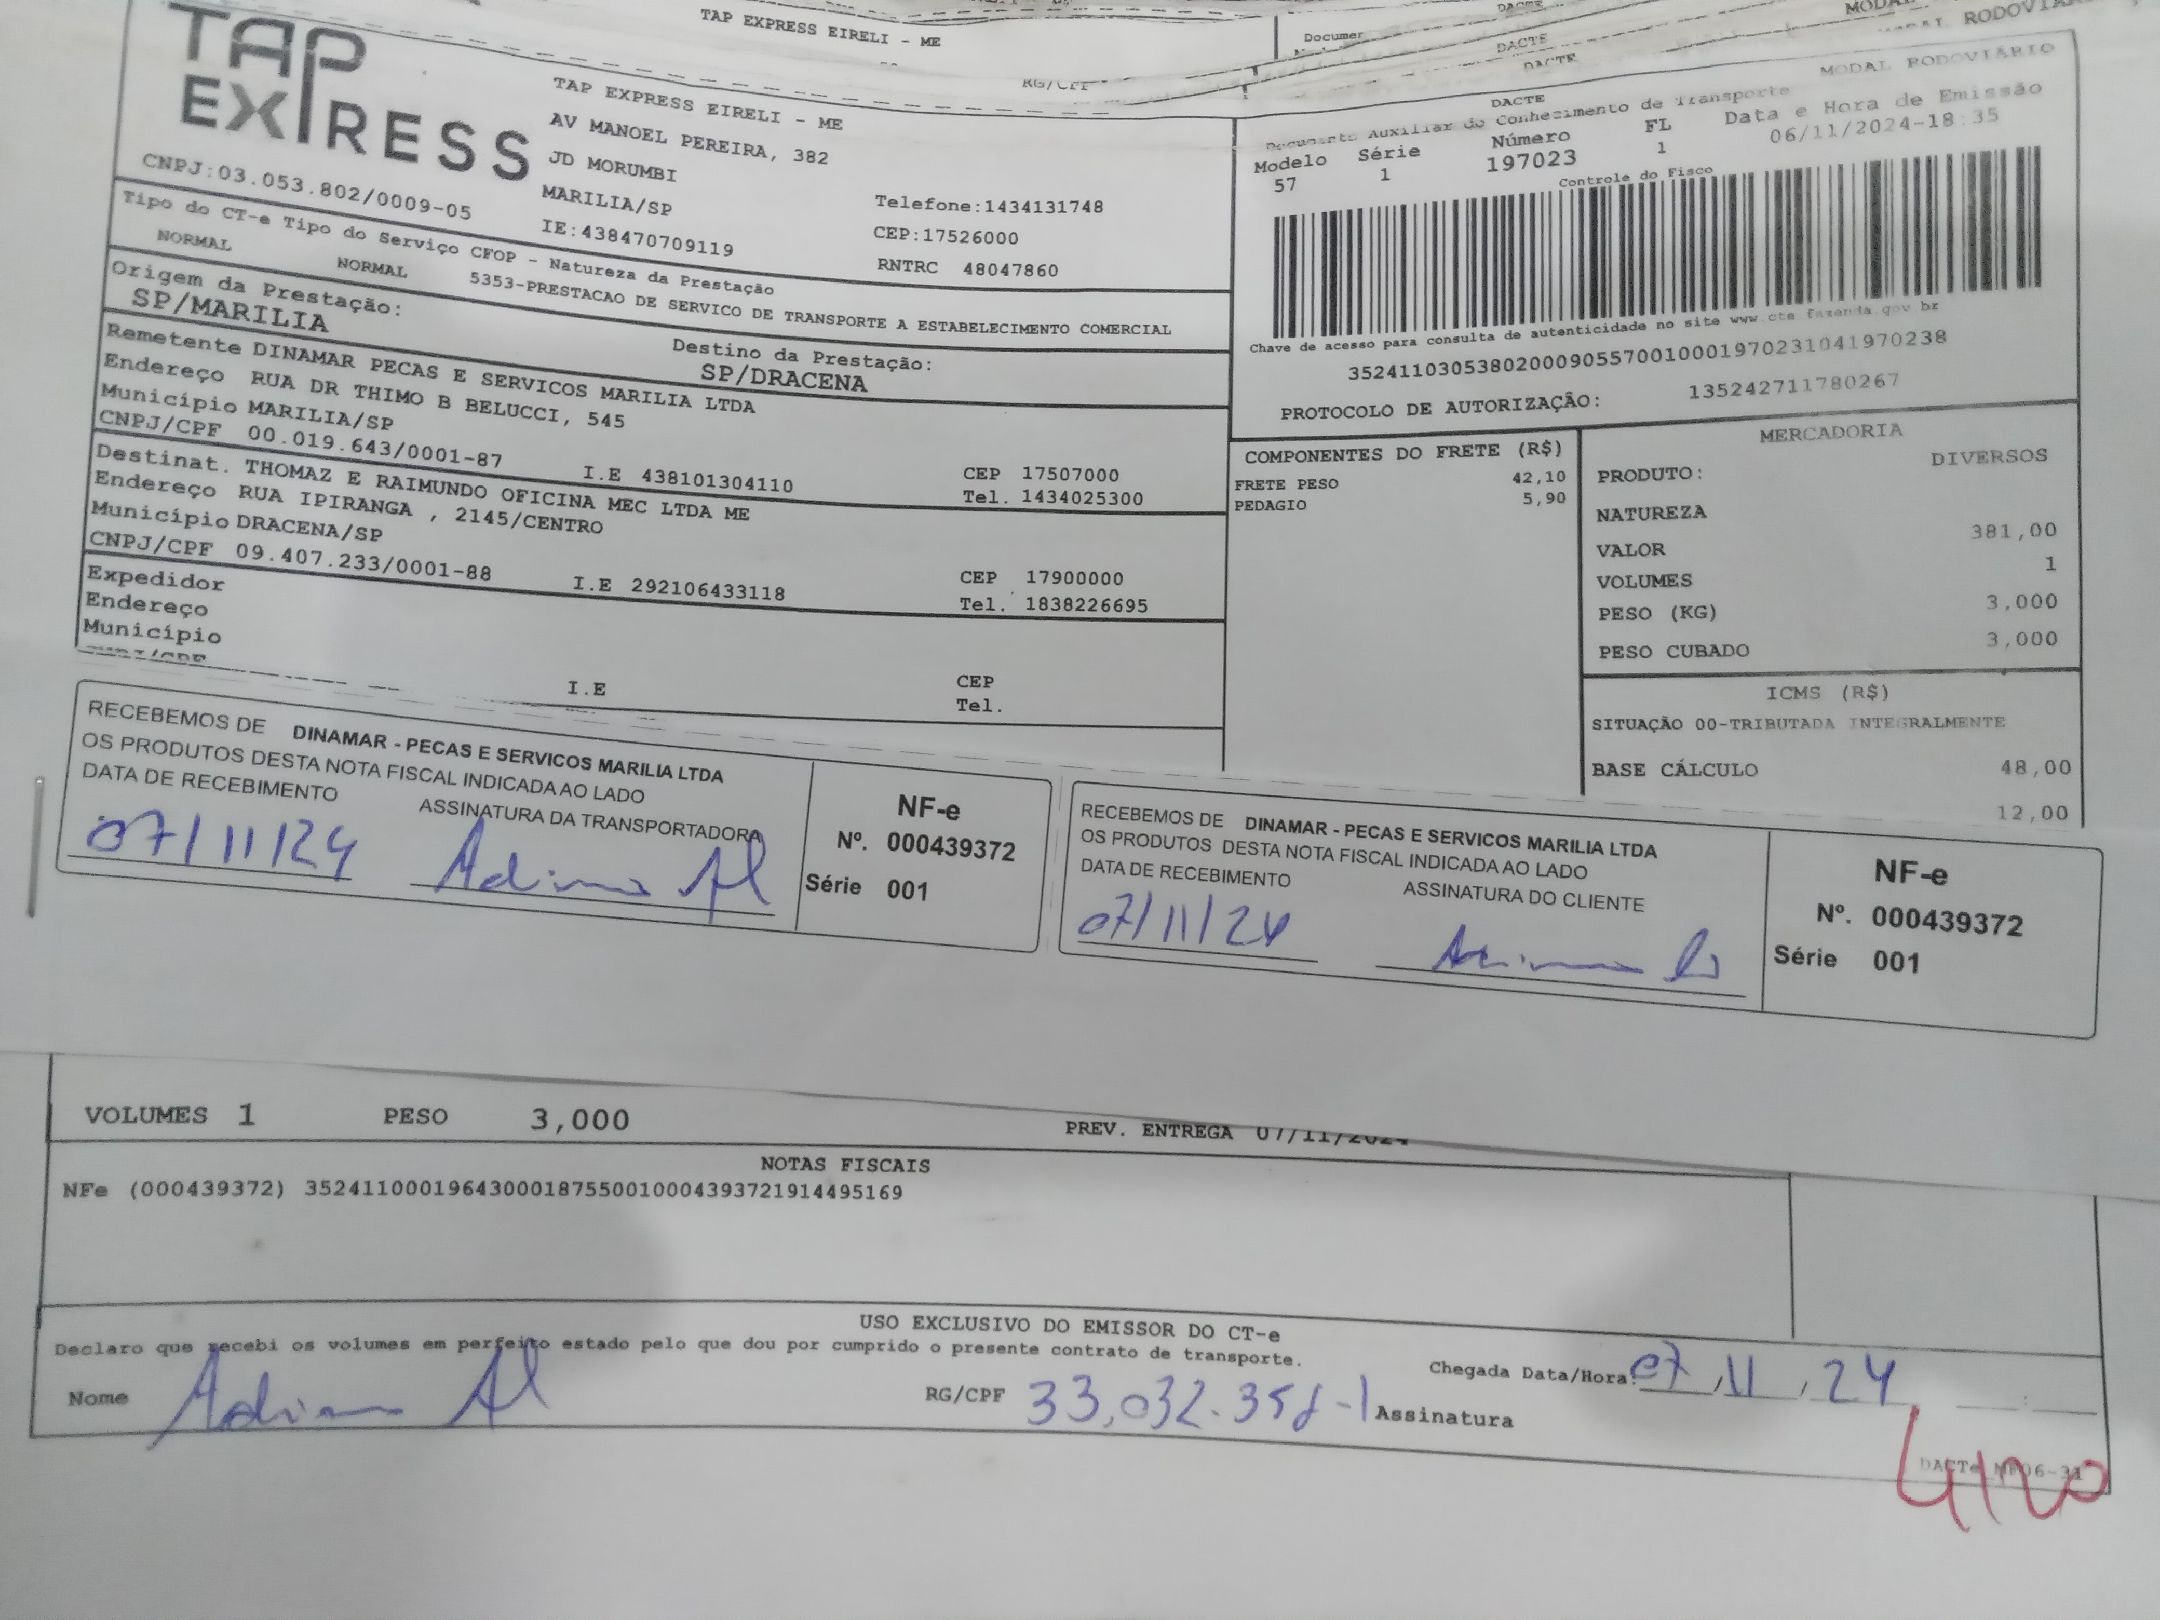 TAP EXPRESS EIRELI - ME
RG/CPF
Documen
DACTE
DACTE
DACTE
MODAL RODOVIÁRIO
TAP
EXPRESS
CNPJ:03.053.802/0009-05
TAP EXPRESS EIRELI - ME
AV MANOEL PEREIRA, 382
JD MORUMBI
MARILIA/SP
IE:438470709119
Telefone:1434131748
CEP:17526000
RNTRC 48047860
Tipo do CT-e Tipo do Serviço CFOP - Natureza da Prestação
NORMAL NORMAL 5353-PRESTACAO DE SERVICO DE TRANSPORTE A ESTABELECIMENTO COMERCIAL
Origem da Prestação:
SP/MARILIA
Destino da Prestação:
SP/DRACENA
Remetente DINAMAR PECAS E SERVICOS MARILIA LTDA
Endereço RUA DR THIMO B BELUCCI, 545
Município MARILIA/SP
CNPJ/CPF 00.019.643/0001-87 I.E 438101304110
CEP 17507000
Tel. 1434025300
Destinat. THOMAZ E RAIMUNDO OFICINA MEC LTDA ME
Endereço RUA IPIRANGA , 2145/CENTRO
Município DRACENA/SP
CNPJ/CPF 09.407.233/0001-88 I.E 292106433118
CEP 17900000
Tel. 1838226695
Expedidor
Endereço
Município
CNPJ/CPF
I.E
CEP
Tel.
MODAL RODOVIÁRIO
DACTE
Documento Auxiliar do Conhecimento de Transporte
Modelo Série Número FL Data e Hora de Emissão
57 1 197023 1 06/11/2024-18:35
Controle do Fisco
Chave de acesso para consulta de autenticidade no site www.cte.fazenda.gov.br
35241103053802000905570010001970231041970238
PROTOCOLO DE AUTORIZAÇÃO: 135242711780267
COMPONENTES DO FRETE (R$)
FRETE PESO 42,10
PEDAGIO 5,90
MERCADORIA
PRODUTO: DIVERSOS
NATUREZA
VALOR 381,00
VOLUMES 1
PESO (KG) 3,000
PESO CUBADO 3,000
ICMS (R$)
SITUAÇÃO 00-TRIBUTADA INTEGRALMENTE
BASE CÁLCULO 48,00
12,00
RECEBEMOS DE DINAMAR - PECAS E SERVICOS MARILIA LTDA
OS PRODUTOS DESTA NOTA FISCAL INDICADA AO LADO
DATA DE RECEBIMENTO ASSINATURA DA TRANSPORTADORA
07/11/24
NF-e
Nº. 000439372
Série 001
RECEBEMOS DE DINAMAR - PECAS E SERVICOS MARILIA LTDA
OS PRODUTOS DESTA NOTA FISCAL INDICADA AO LADO
DATA DE RECEBIMENTO ASSINATURA DO CLIENTE
07/11/24
NF-e
Nº. 000439372
Série 001
VOLUMES 1 PESO 3,000 PREV. ENTREGA 07/11/2024
NOTAS FISCAIS
NFe (000439372) 35241100019643000187550010004393721914495169
USO EXCLUSIVO DO EMISSOR DO CT-e
Declaro que recebi os volumes em perfeito estado pelo que dou por cumprido o presente contrato de transporte.
Chegada Data/Hora: 07,11,24
Nome
RG/CPF
Assinatura